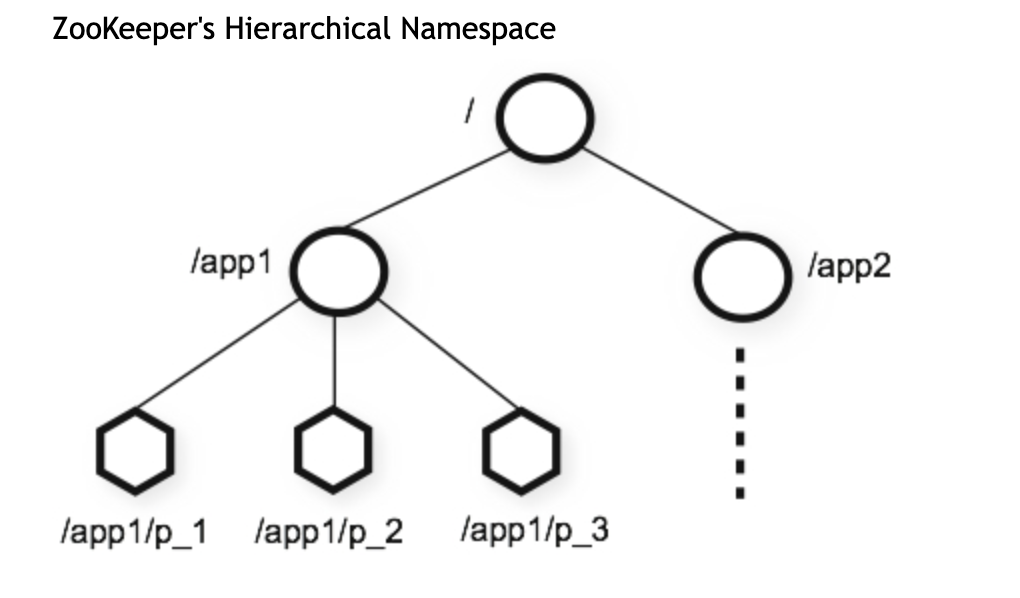 ZooKeeper's Hierarchical Namespace
/
/app1
/app2
/app1/p_1
/app1/p_2
/app1/p_3